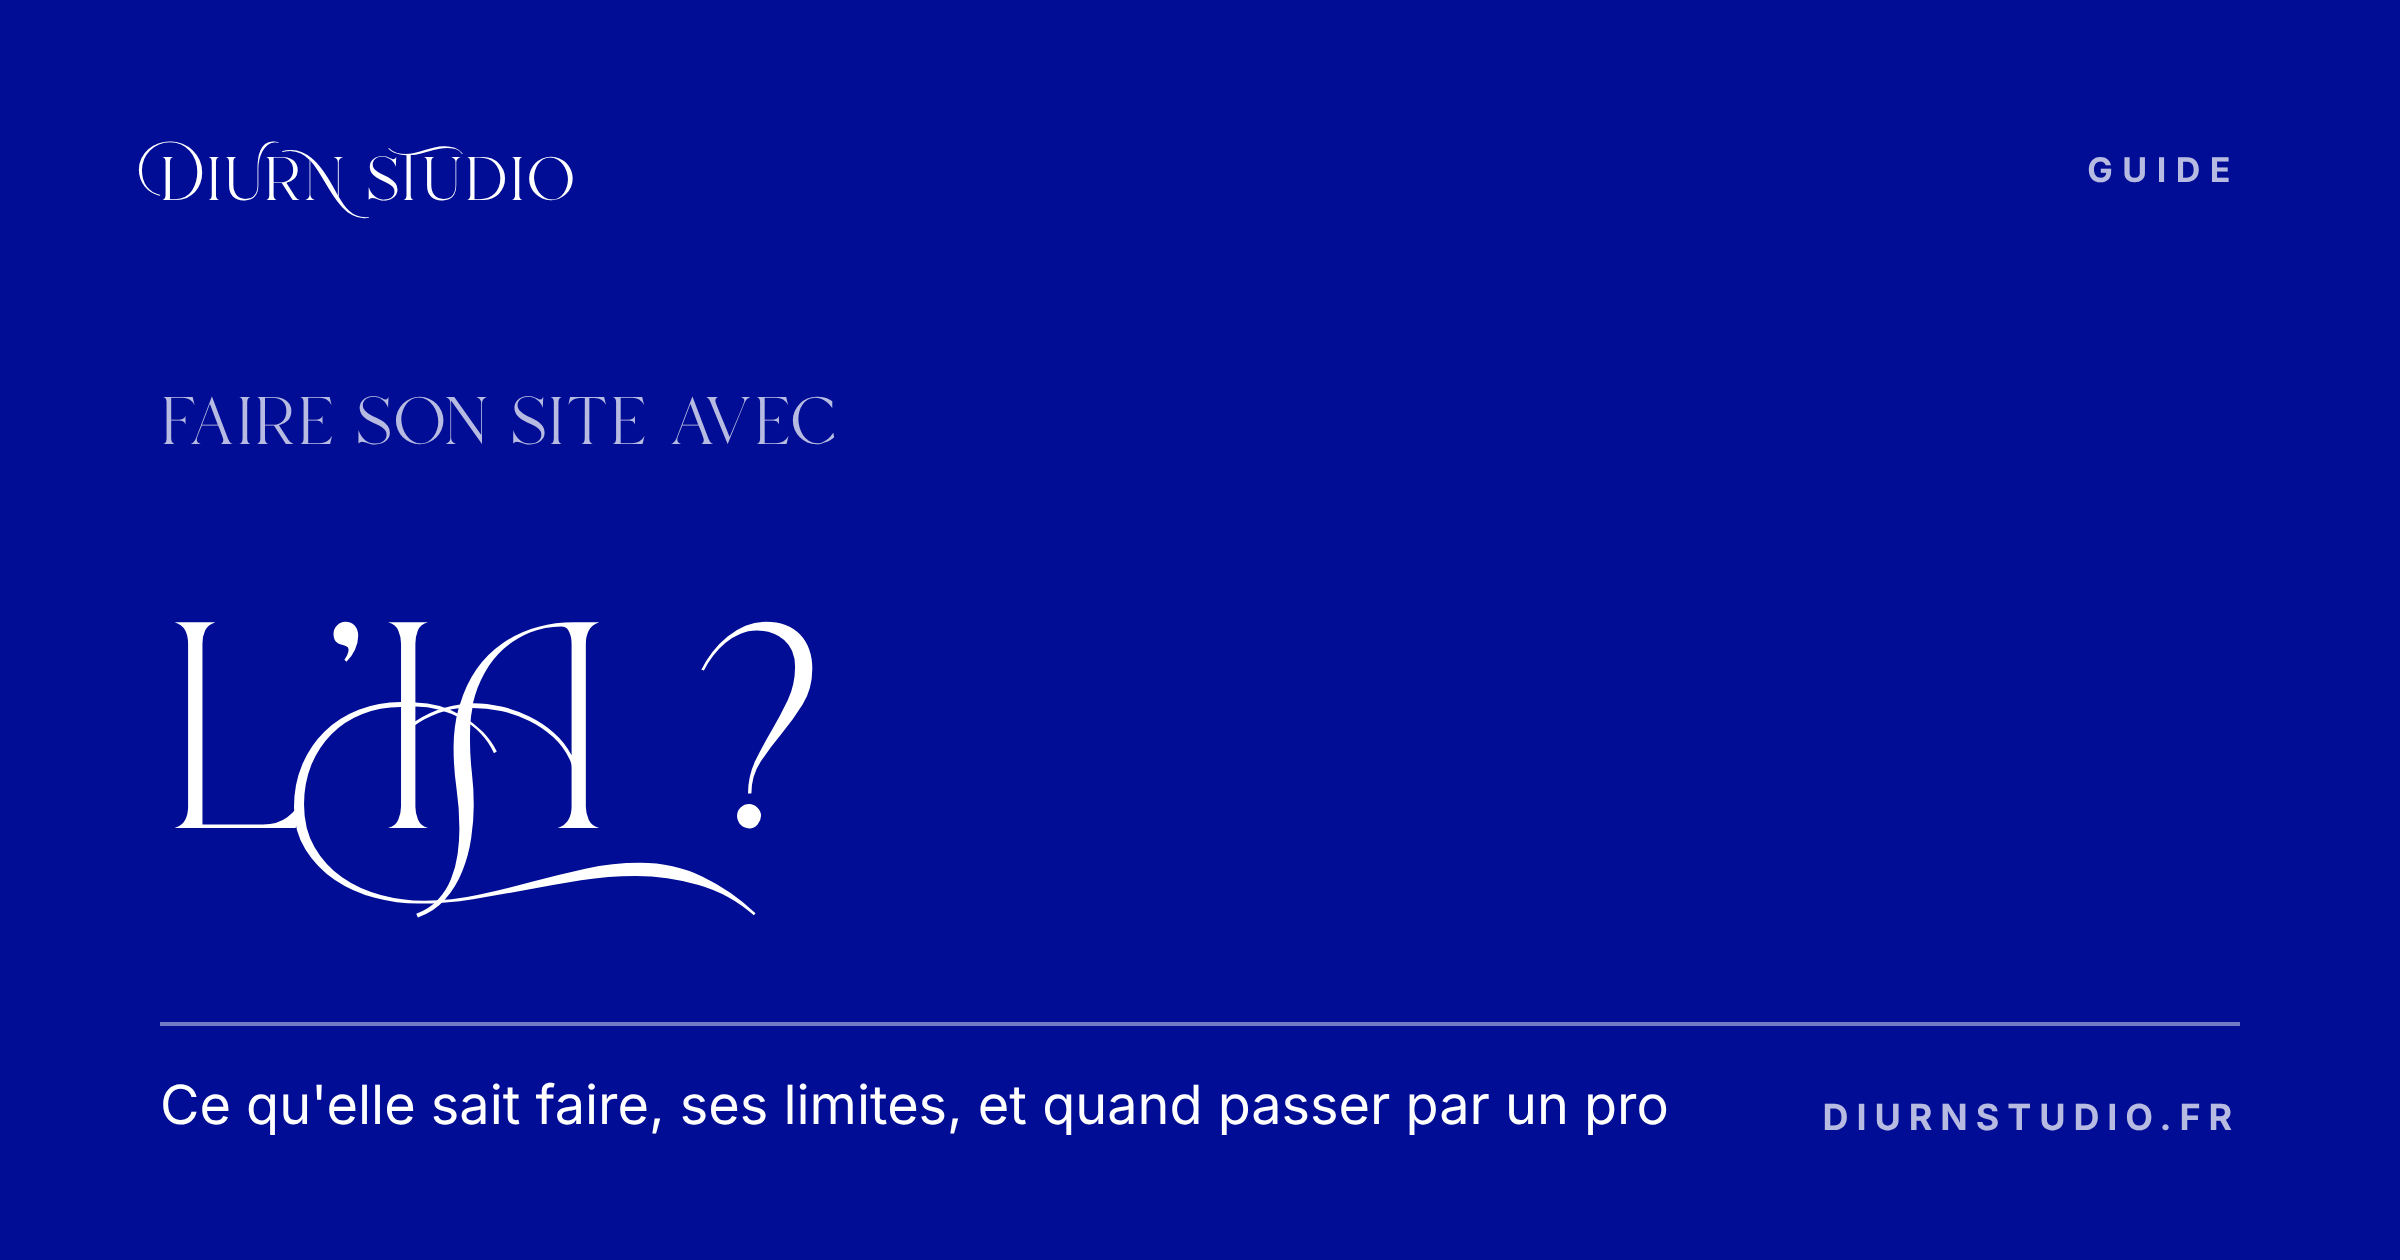 DIURN STUDIO
GUIDE
FAIRE SON SITE AVEC
L’IA ?
Ce qu'elle sait faire, ses limites, et quand passer par un pro
DIURNSTUDIO.FR